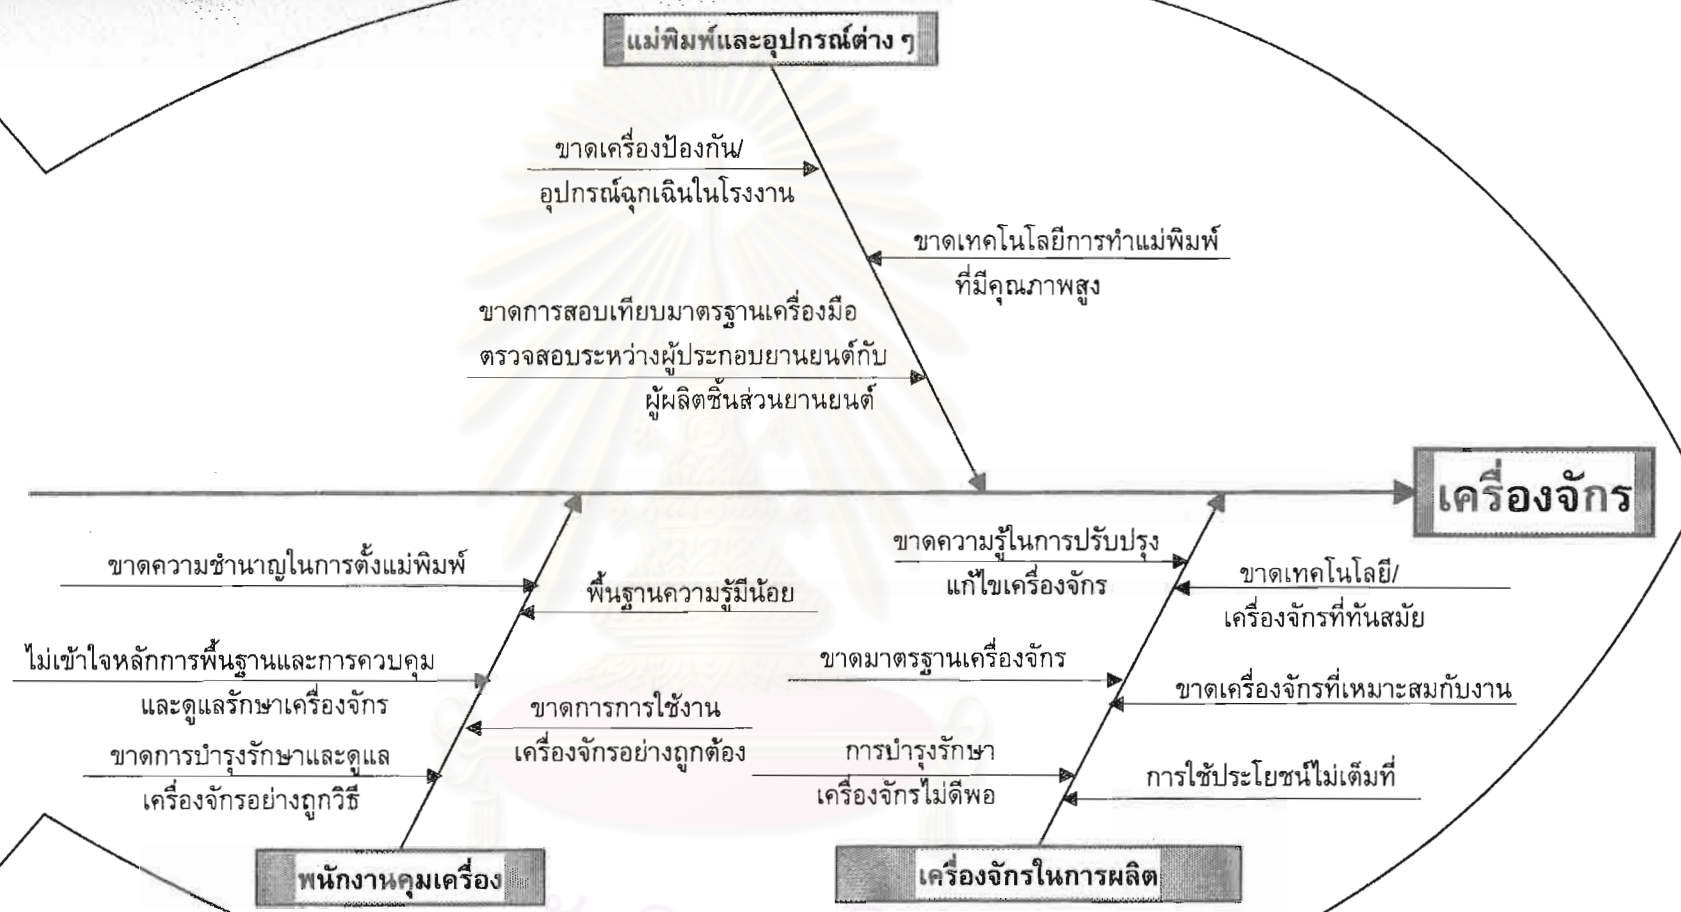 แม่พิมพ์และอุปกรณ์ต่าง ๆ
ขาดเครื่องป้องกัน/
อุปกรณ์ฉุกเฉินในโรงงาน
ขาดเทคโนโลยีการทำแม่พิมพ์
ที่มีคุณภาพสูง
ขาดการสอบเทียบมาตรฐานเครื่องมือ
ตรวจสอบระหว่างผู้ประกอบยานยนต์กับ
ผู้ผลิตชิ้นส่วนยานยนต์
เครื่องจักร
ขาดความชำนาญในการตั้งแม่พิมพ์
พื้นฐานความรู้มีน้อย
ไม่เข้าใจหลักการพื้นฐานและการควบคุม
และดูแลรักษาเครื่องจักร
ขาดการการใช้งาน
เครื่องจักรอย่างถูกต้อง
ขาดการบำรุงรักษาและดูแล
เครื่องจักรอย่างถูกวิธี
พนักงานคุมเครื่อง
ขาดความรู้ในการปรับปรุง
แก้ไขเครื่องจักร
ขาดเทคโนโลยี/
เครื่องจักรที่ทันสมัย
ขาดมาตรฐานเครื่องจักร
ขาดเครื่องจักรที่เหมาะสมกับงาน
การบำรุงรักษา
เครื่องจักรไม่ดีพอ
การใช้ประโยชน์ไม่เต็มที่
เครื่องจักรในการผลิต